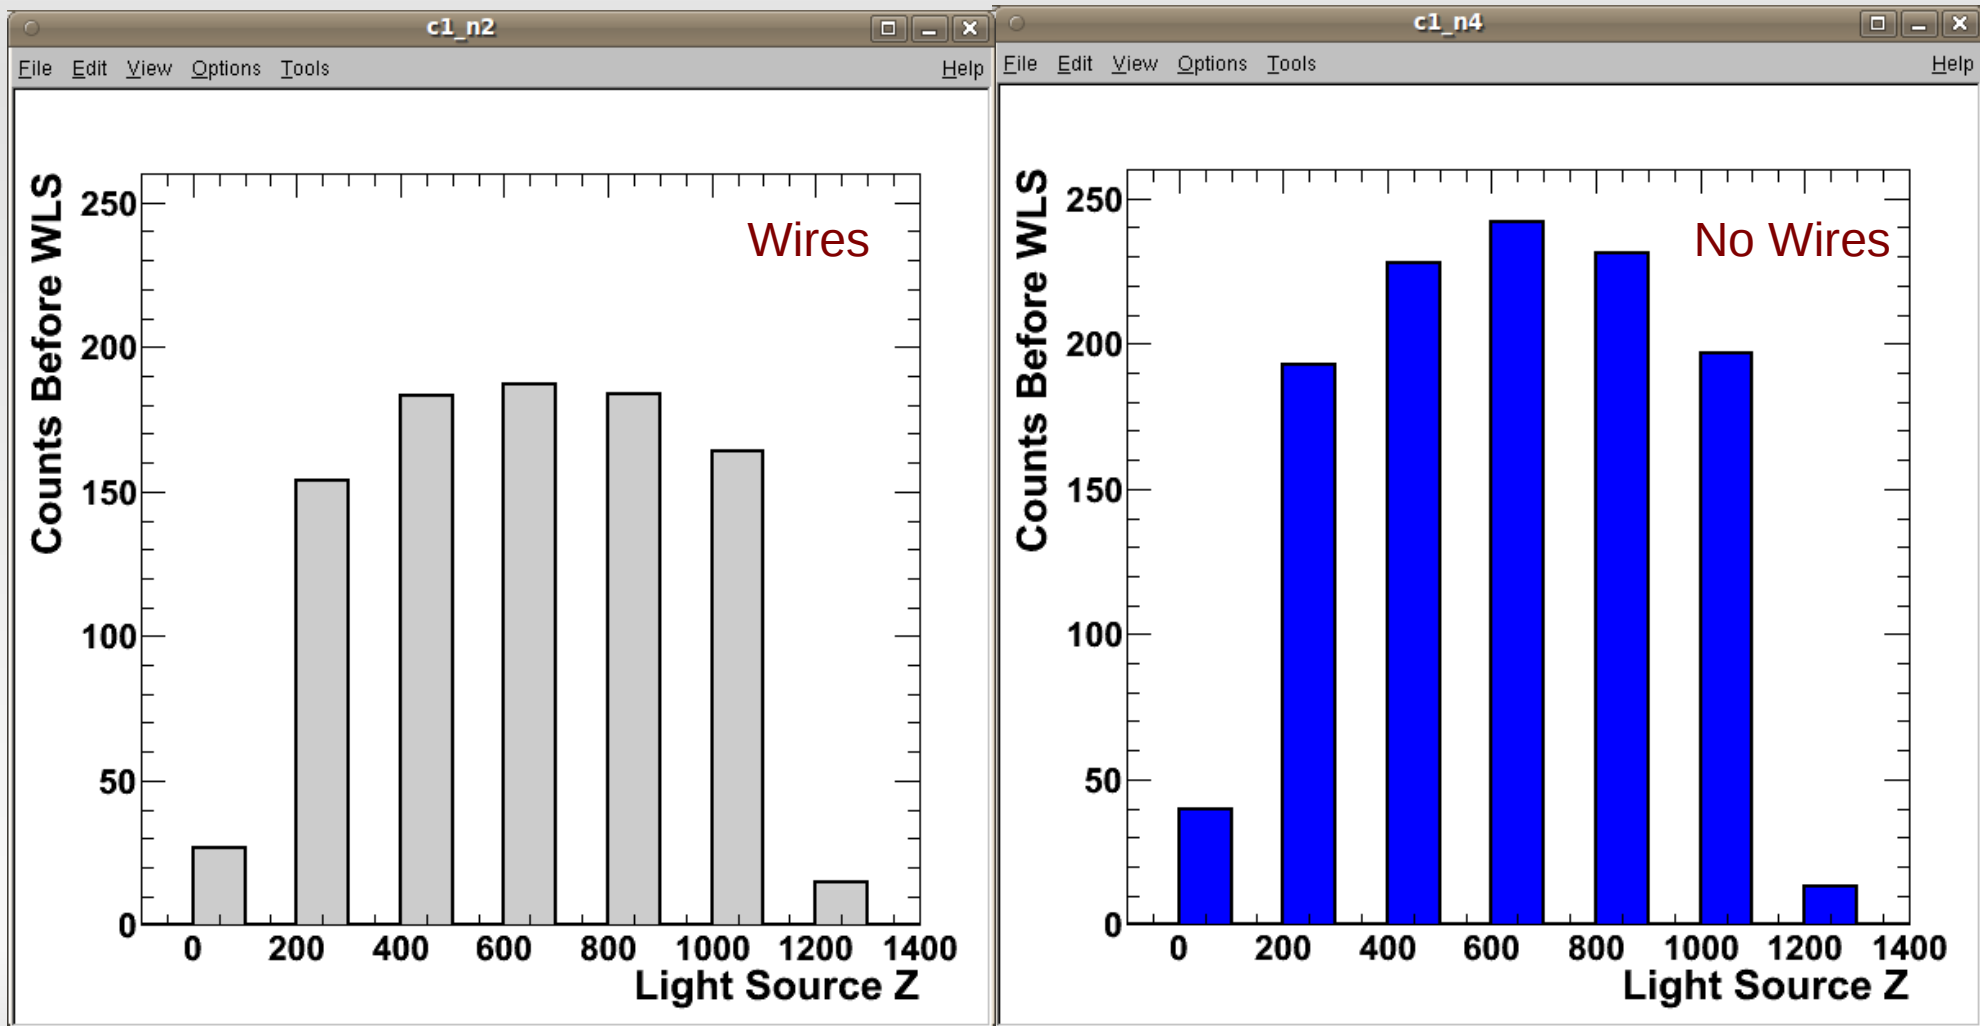 c1_n2
File Edit View Options Tools Help
Counts Before WLS
Wires
250
200
150
100
50
0
0 200 400 600 800 1000 1200 1400
Light Source Z
c1_n4
File Edit View Options Tools Help
Counts Before WLS
No Wires
250
200
150
100
50
0
0 200 400 600 800 1000 1200 1400
Light Source Z